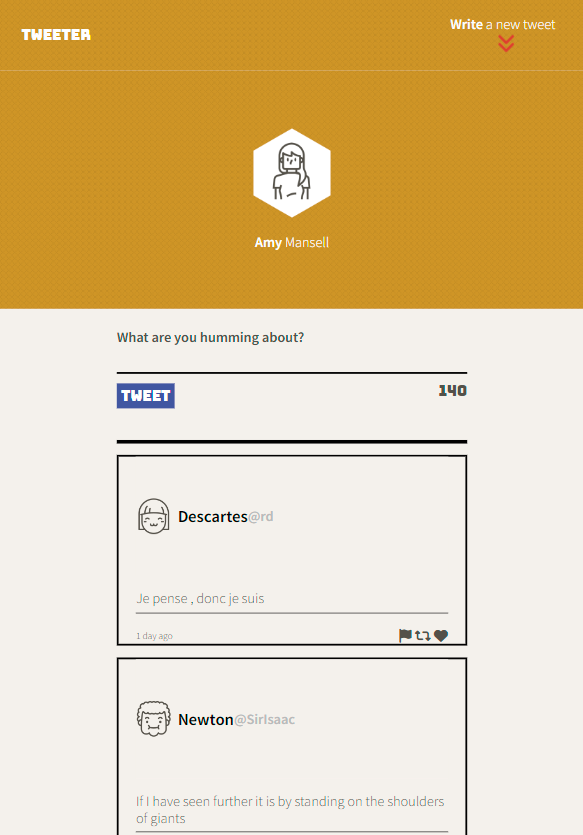 TWEETER
Write a new tweet
Amy Mansell
What are you humming about?
TWEET
140
Descartes@rd
Je pense , donc je suis
1 day ago
Newton@SirIsaac
If I have seen further it is by standing on the shoulders
of giants